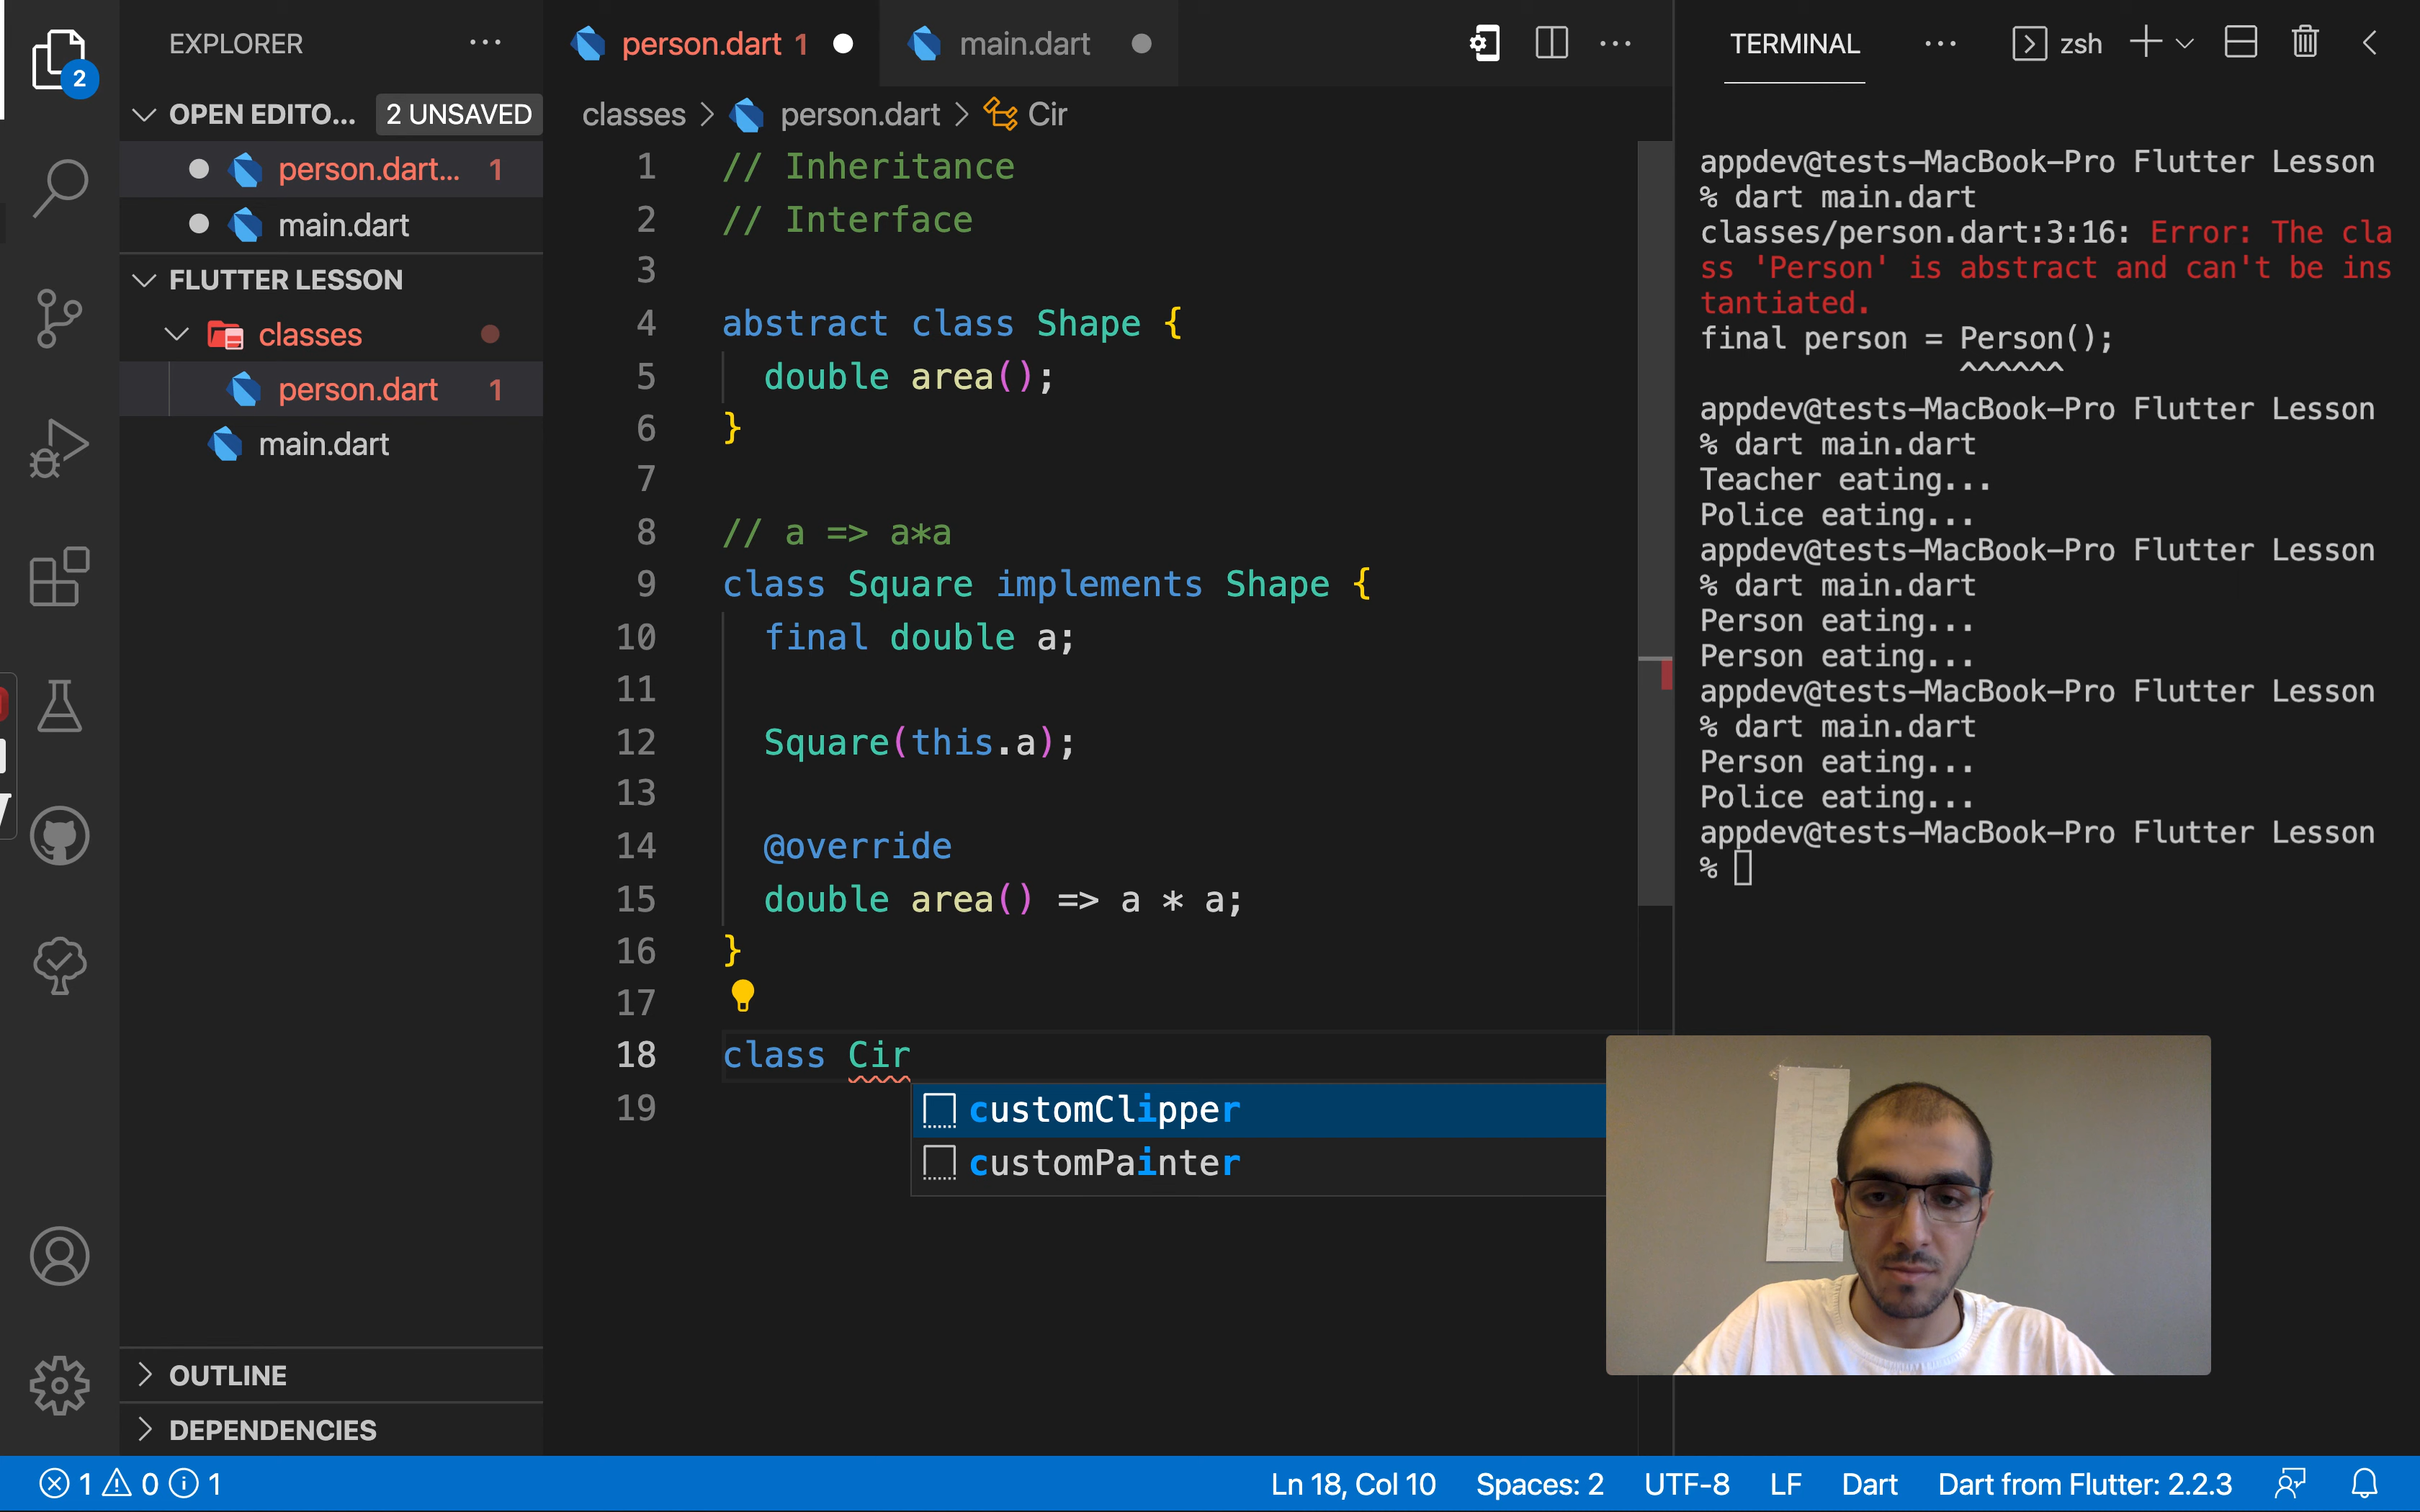 EXPLORER
OPEN EDITO... 2 UNSAVED
person.dart... 1
main.dart
FLUTTER LESSON
classes
person.dart 1
main.dart
OUTLINE
DEPENDENCIES
2
person.dart 1
main.dart
classes > person.dart > Cir
1 // Inheritance
2 // Interface
3
4 abstract class Shape {
5 double area();
6 }
7
8 // a => a*a
9 class Square implements Shape {
10 final double a;
11
12 Square(this.a);
13
14 @override
15 double area() => a * a;
16 }
17
18 class Cir
19
customClipper
customPainter
TERMINAL
zsh
appdev@tests-MacBook-Pro Flutter Lesson
% dart main.dart
classes/person.dart:3:16: Error: The cla
ss 'Person' is abstract and can't be ins
tantiated.
final person = Person();
^^^^^^
appdev@tests-MacBook-Pro Flutter Lesson
% dart main.dart
Teacher eating...
Police eating...
appdev@tests-MacBook-Pro Flutter Lesson
% dart main.dart
Person eating...
Person eating...
appdev@tests-MacBook-Pro Flutter Lesson
% dart main.dart
Person eating...
Police eating...
appdev@tests-MacBook-Pro Flutter Lesson
%
1 0 1
Ln 18, Col 10 Spaces: 2 UTF-8 LF Dart Dart from Flutter: 2.2.3